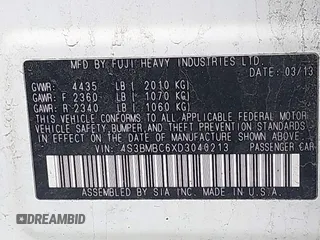 MFD. BY FUJI HEAVY INDUSTRIES LTD.
DATE: 03/13
GVWR: 4435 LB ( 2010 KG)
GAWR: F 2360 LB ( 1070 KG)
GAWR: R 2340 LB ( 1060 KG)
THIS VEHICLE CONFORMS TO ALL APPLICABLE FEDERAL MOTOR
VEHICLE SAFETY, BUMPER, AND THEFT PREVENTION STANDARDS
IN EFFECT ON THE DATE OF MANUFACTURE SHOWN ABOVE.
VIN: 4S3BMBC6XD3040213
PASSENGER CAR
ASSEMBLED BY SIA INC. MADE IN U.S.A.
DREAMBID